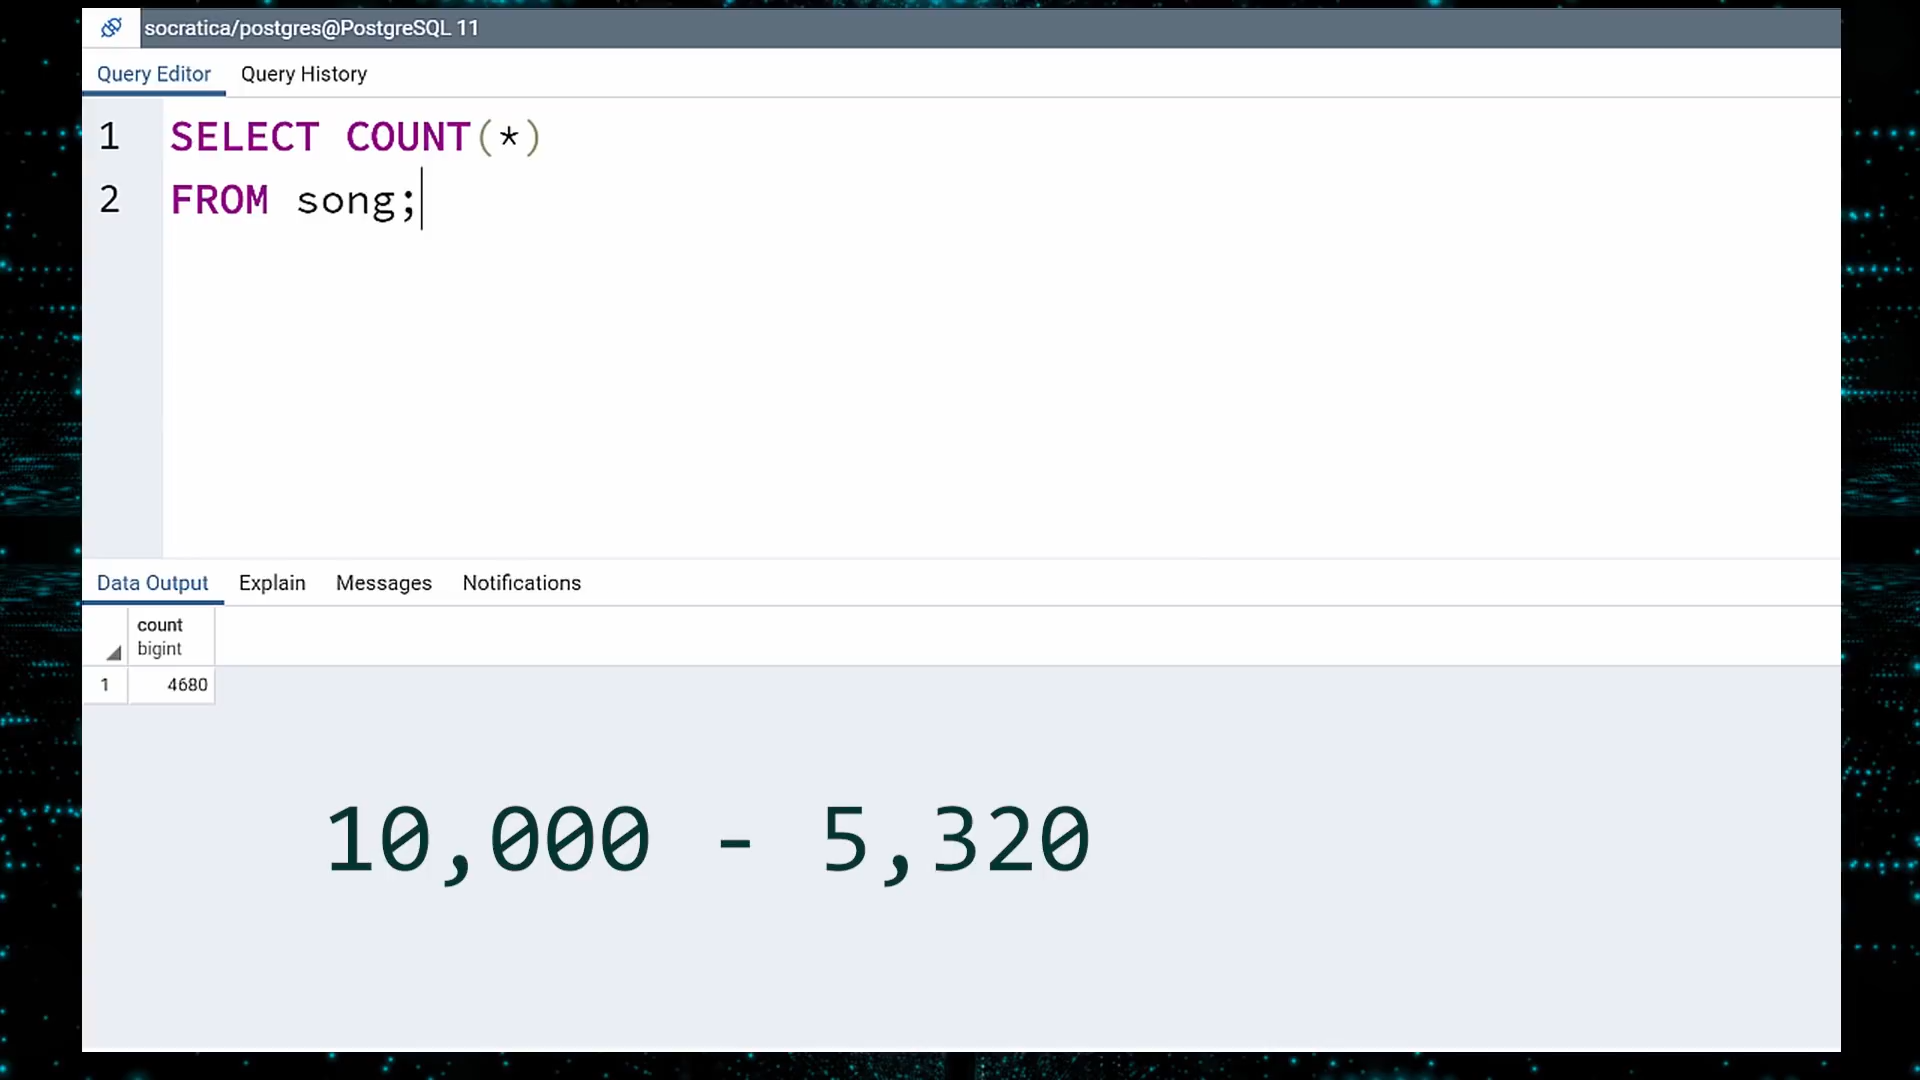 socratica/postgres@PostgreSQL 11
Query Editor Query History
1 SELECT COUNT(*)
2 FROM song;
Data Output Explain Messages Notifications
count
bigint
1 4680
10,000 - 5,320